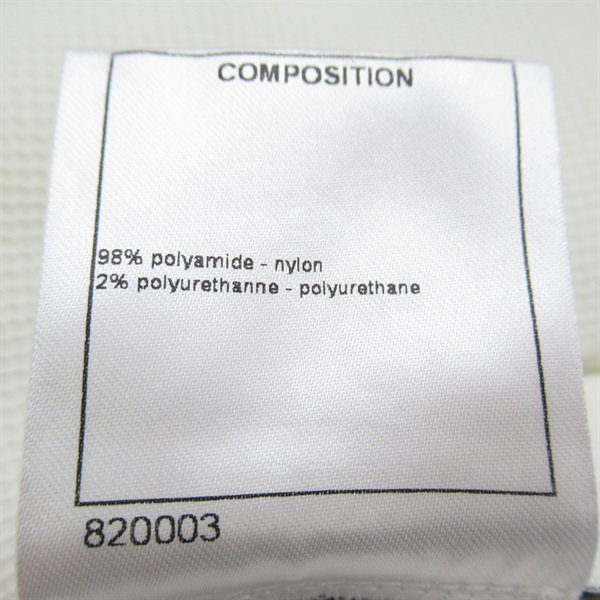 COMPOSITION
98% polyamide - nylon
2% polyurethanne - polyurethane
820003